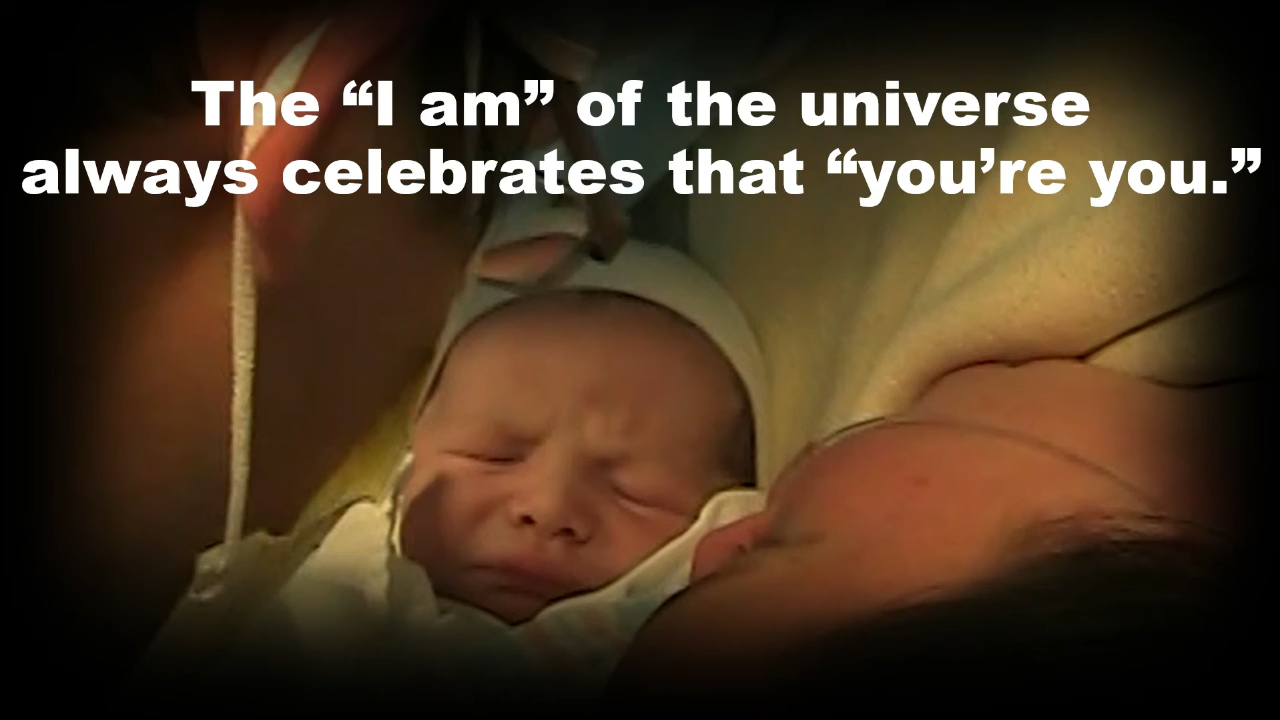 The “I am” of the universe
always celebrates that “you’re you.”